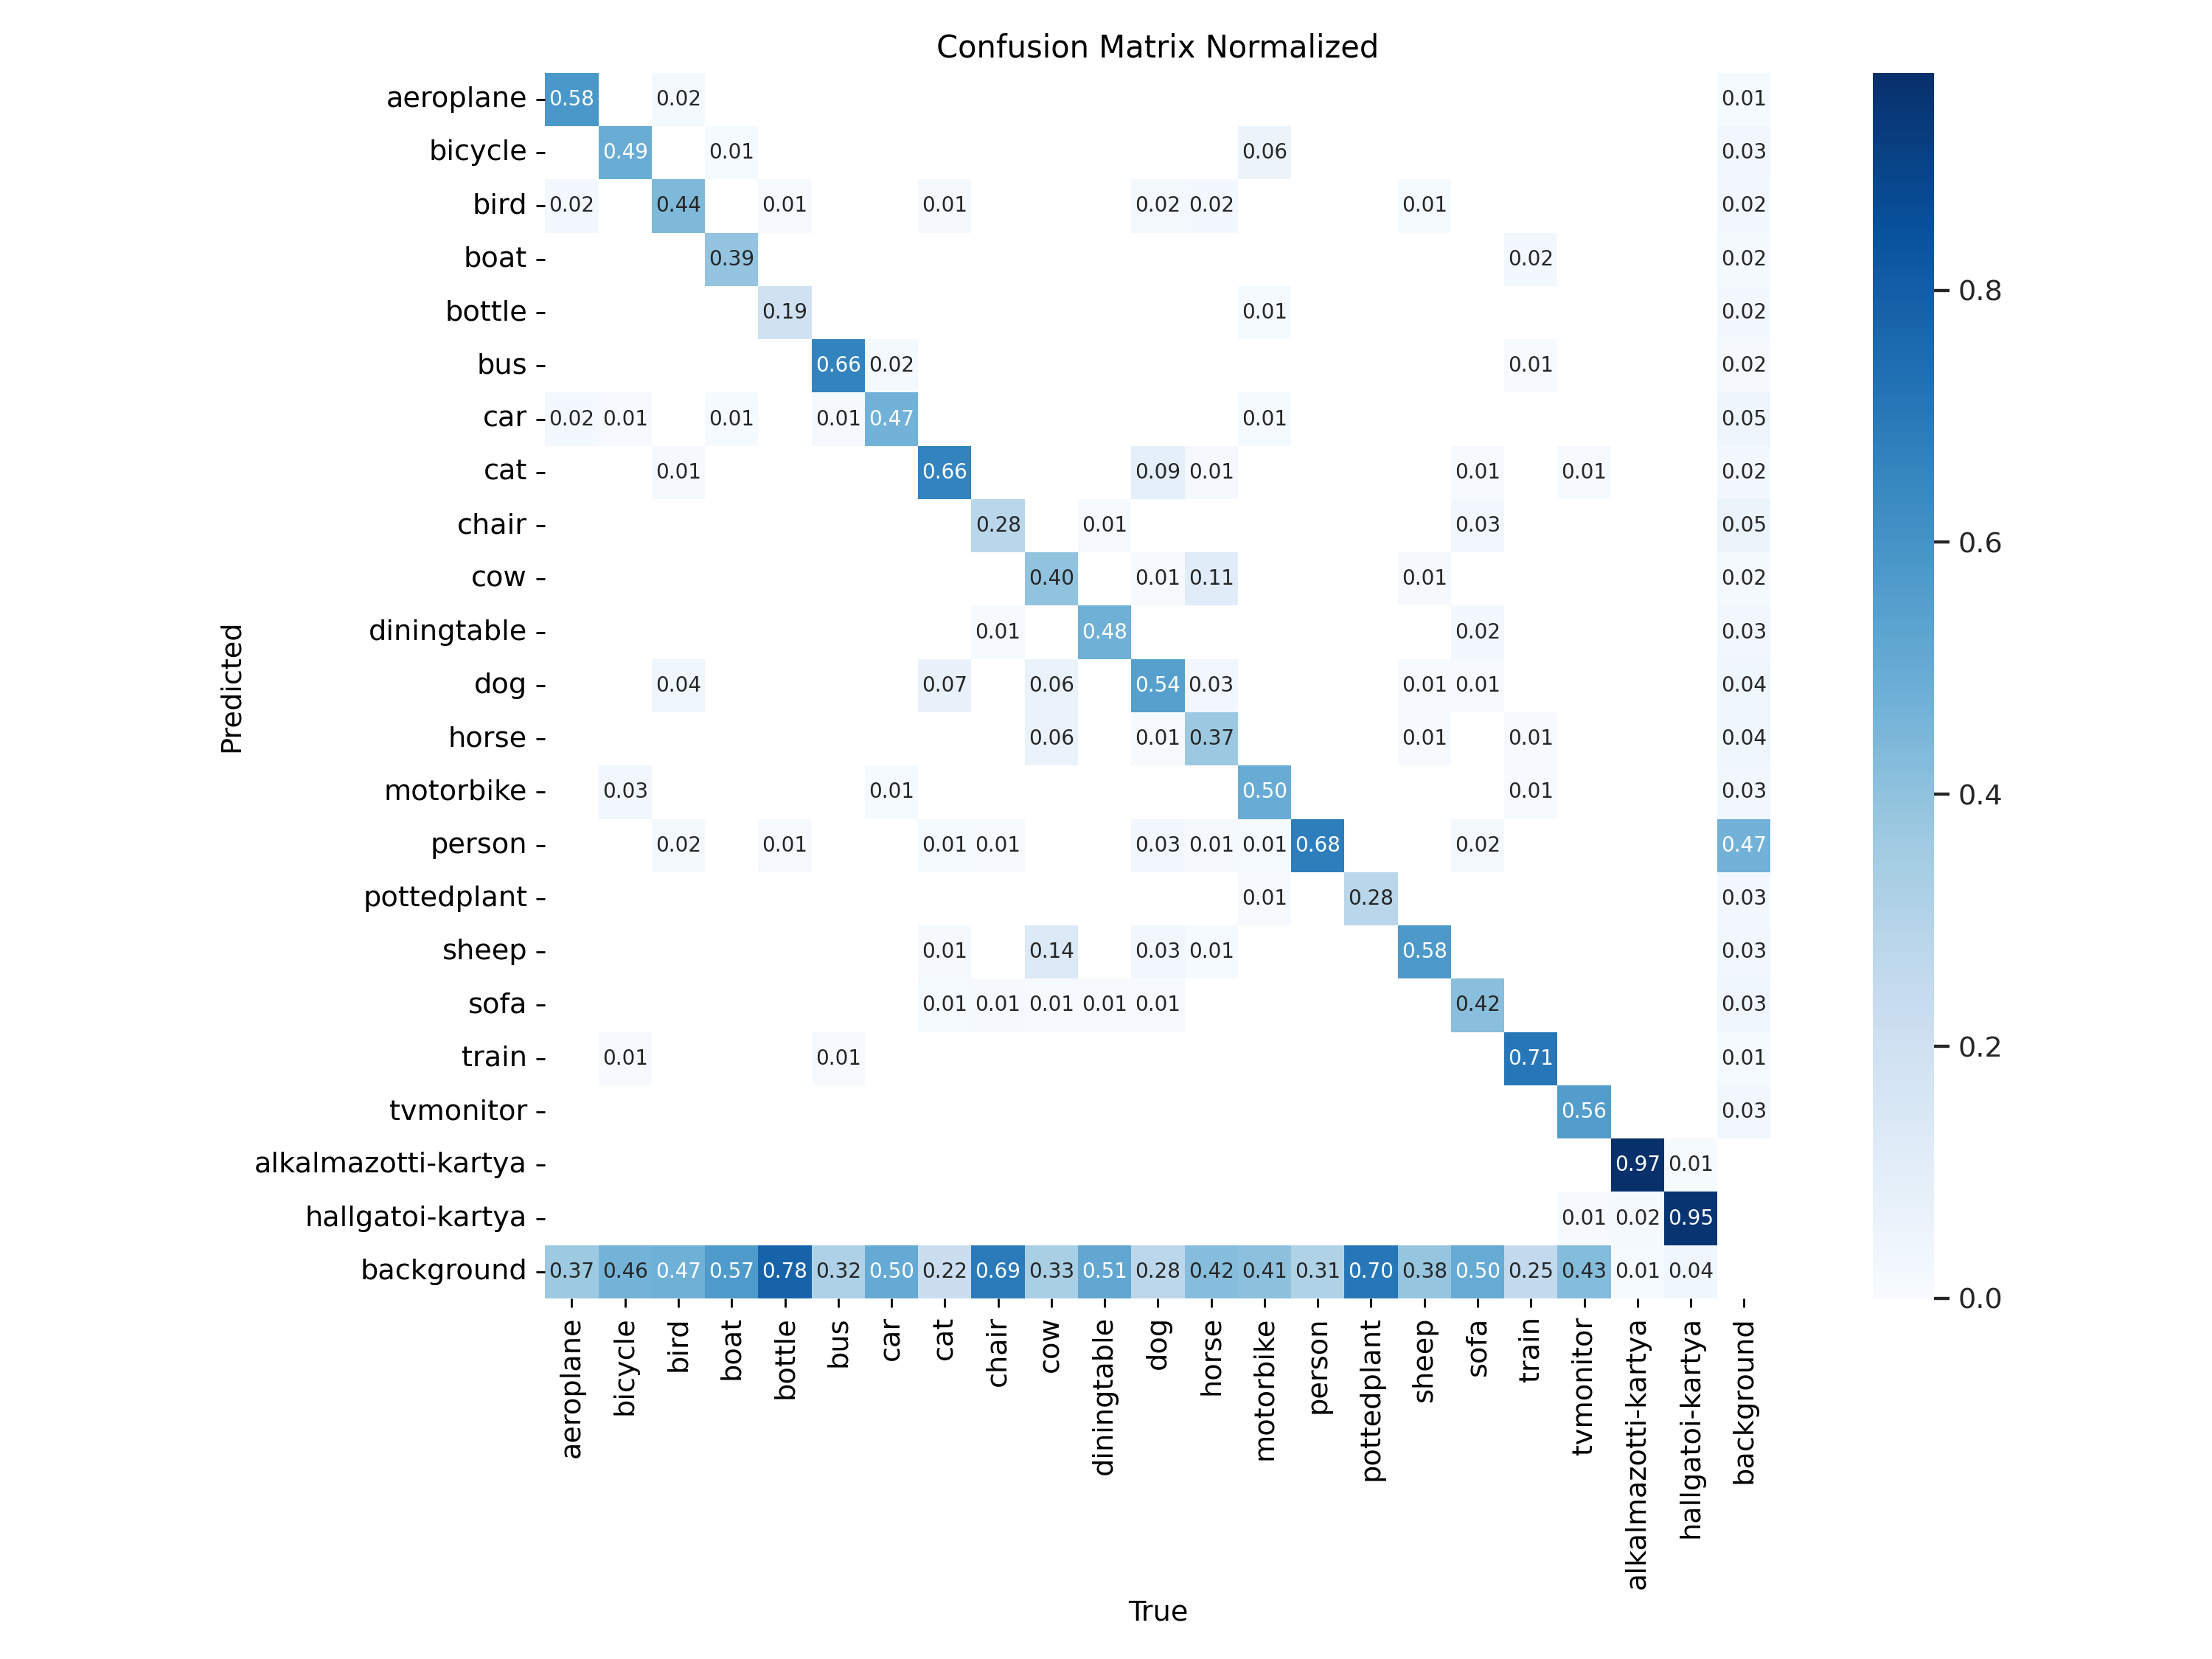 Confusion Matrix Normalized
aeroplane 0.58 0.02 0.01
bicycle 0.49 0.01 0.06 0.03
bird 0.02 0.44 0.01 0.01 0.02 0.02 0.01 0.02
boat 0.39 0.02 0.02
bottle 0.19 0.01 0.02
bus 0.66 0.02 0.01 0.02
car 0.02 0.01 0.01 0.01 0.47 0.01 0.05
cat 0.01 0.66 0.09 0.01 0.01 0.01 0.02
chair 0.28 0.01 0.03 0.05
cow 0.40 0.01 0.11 0.01 0.02
diningtable 0.01 0.48 0.02 0.03
dog 0.04 0.07 0.06 0.54 0.03 0.01 0.01 0.04
horse 0.06 0.01 0.37 0.01 0.01 0.04
motorbike 0.03 0.01 0.50 0.01 0.03
person 0.02 0.01 0.01 0.01 0.03 0.01 0.01 0.68 0.02 0.47
pottedplant 0.01 0.28 0.03
sheep 0.01 0.14 0.03 0.01 0.58 0.03
sofa 0.01 0.01 0.01 0.01 0.01 0.42 0.03
train 0.01 0.01 0.71 0.01
tvmonitor 0.56 0.03
alkalmazotti-kartya 0.97 0.01
hallgatoi-kartya 0.01 0.02 0.95
background 0.37 0.46 0.47 0.57 0.78 0.32 0.50 0.22 0.69 0.33 0.51 0.28 0.42 0.41 0.31 0.70 0.38 0.50 0.25 0.43 0.01 0.04
aeroplane bicycle bird boat bottle bus car cat chair cow diningtable dog horse motorbike person pottedplant sheep sofa train tvmonitor alkalmazotti-kartya hallgatoi-kartya background
Predicted
True
0.8
0.6
0.4
0.2
0.0